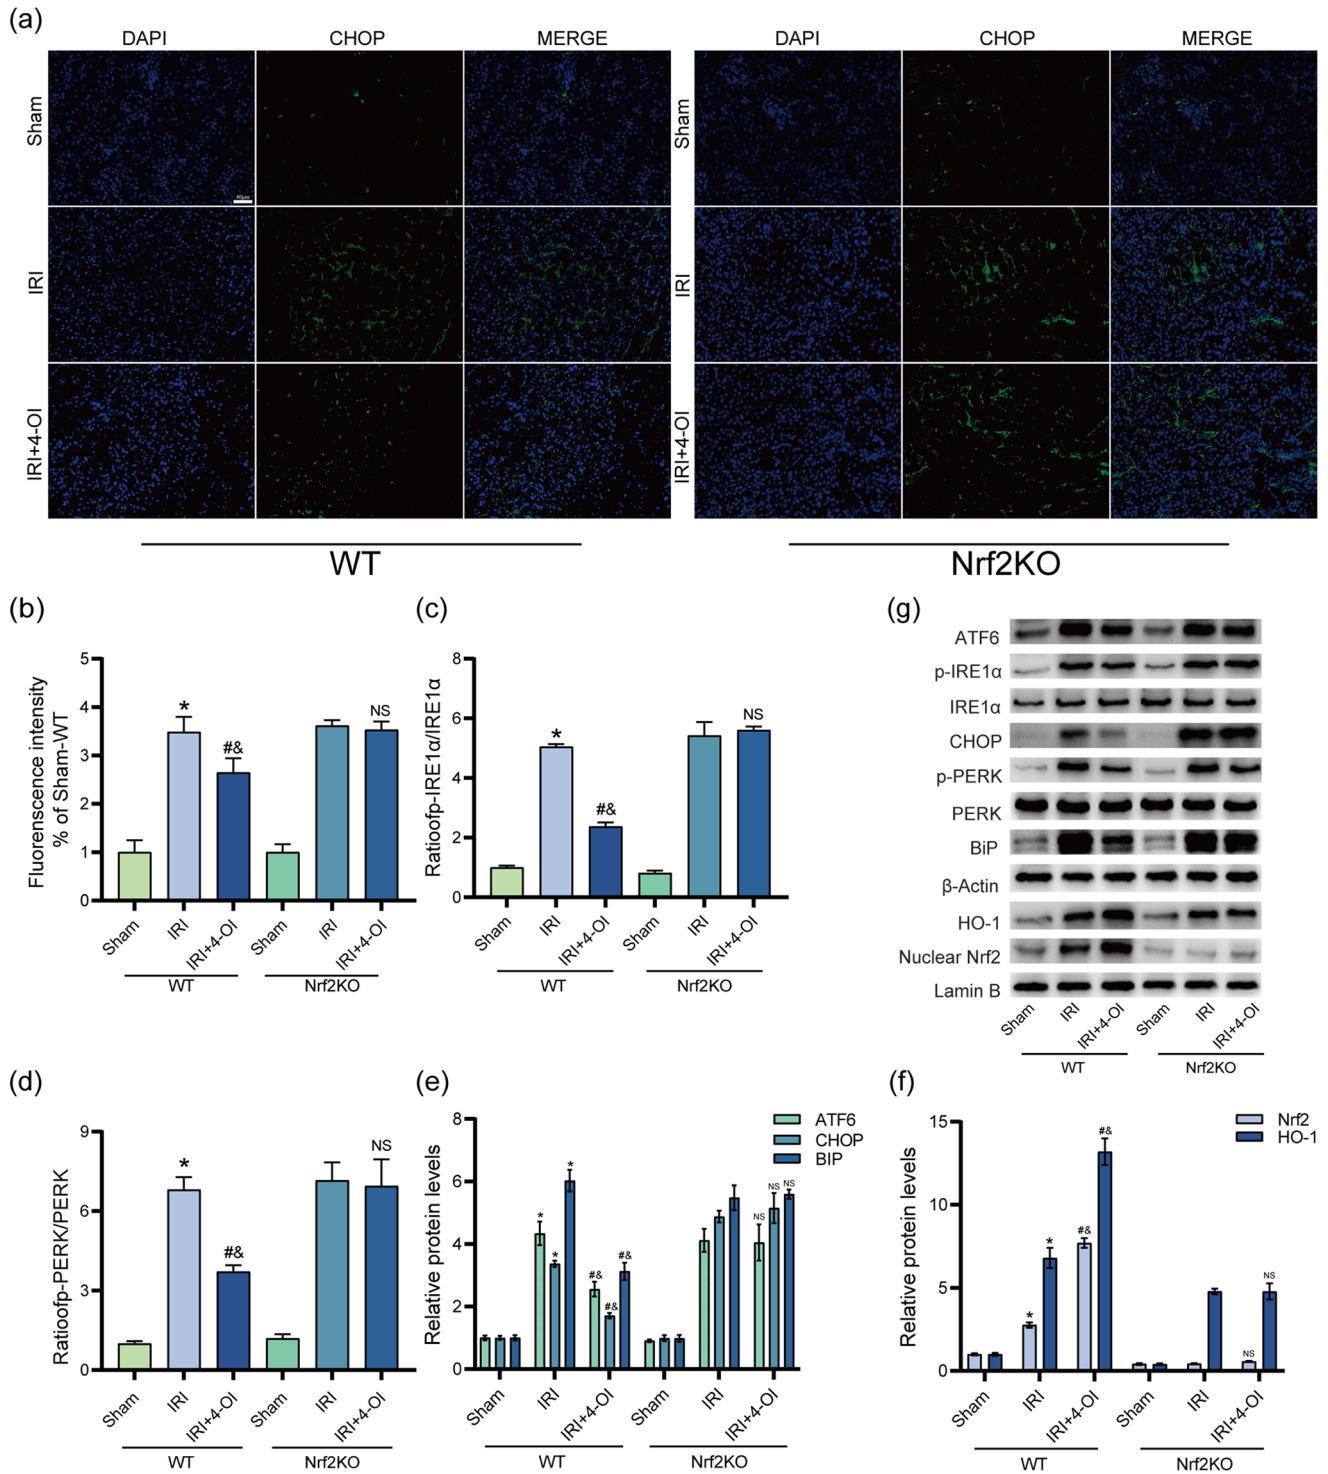 (a)
DAPI CHOP MERGE DAPI CHOP MERGE
Sham
Sham
40μm
IRI
IRI
IRI+4-OI
IRI+4-OI
WT
Nrf2KO
(b)
Fluorenscence intensity
% of Sham-WT
5
4
3
2
1
0
*
#&
NS
Sham IRI IRI+4-OI Sham IRI IRI+4-OI
WT Nrf2KO
(c)
Ratioofp-IRE1α/IRE1α
8
6
4
2
0
*
#&
NS
Sham IRI IRI+4-OI Sham IRI IRI+4-OI
WT Nrf2KO
(g)
ATF6
p-IRE1α
IRE1α
CHOP
p-PERK
PERK
BiP
β-Actin
HO-1
Nuclear Nrf2
Lamin B
Sham IRI IRI+4-OI Sham IRI IRI+4-OI
WT Nrf2KO
(d)
Ratioofp-PERK/PERK
9
6
3
0
*
#&
NS
Sham IRI IRI+4-OI Sham IRI IRI+4-OI
WT Nrf2KO
(e)
Relative protein levels
8
6
4
2
0
ATF6
CHOP
BIP
* * *
#& #& #&
NS NS NS
Sham IRI IRI+4-OI Sham IRI IRI+4-OI
WT Nrf2KO
(f)
Relative protein levels
15
10
5
0
Nrf2
HO-1
* *
#& #&
NS NS
Sham IRI IRI+4-OI Sham IRI IRI+4-OI
WT Nrf2KO